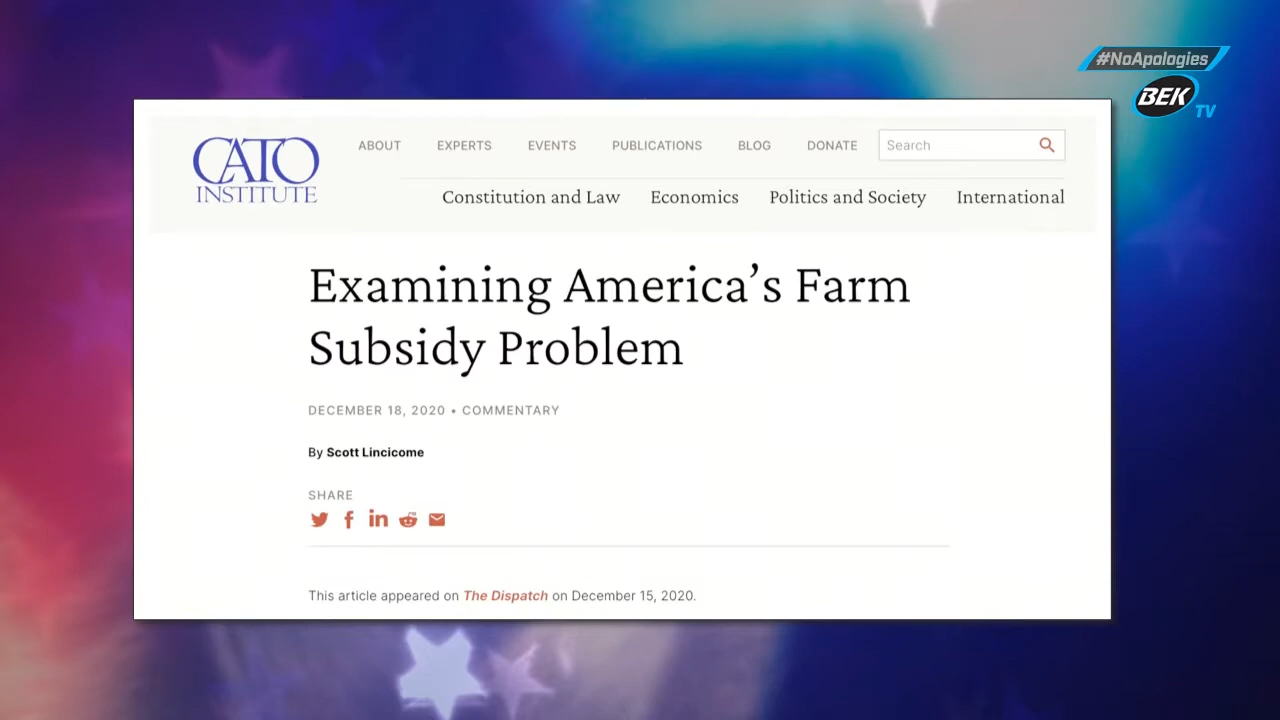 #NoApologies
BEK TV
CATO
INSTITUTE
ABOUT EXPERTS EVENTS PUBLICATIONS BLOG DONATE Search
Constitution and Law Economics Politics and Society International
Examining America’s Farm
Subsidy Problem
DECEMBER 18, 2020 • COMMENTARY
By Scott Lincicome
SHARE
This article appeared on The Dispatch on December 15, 2020.